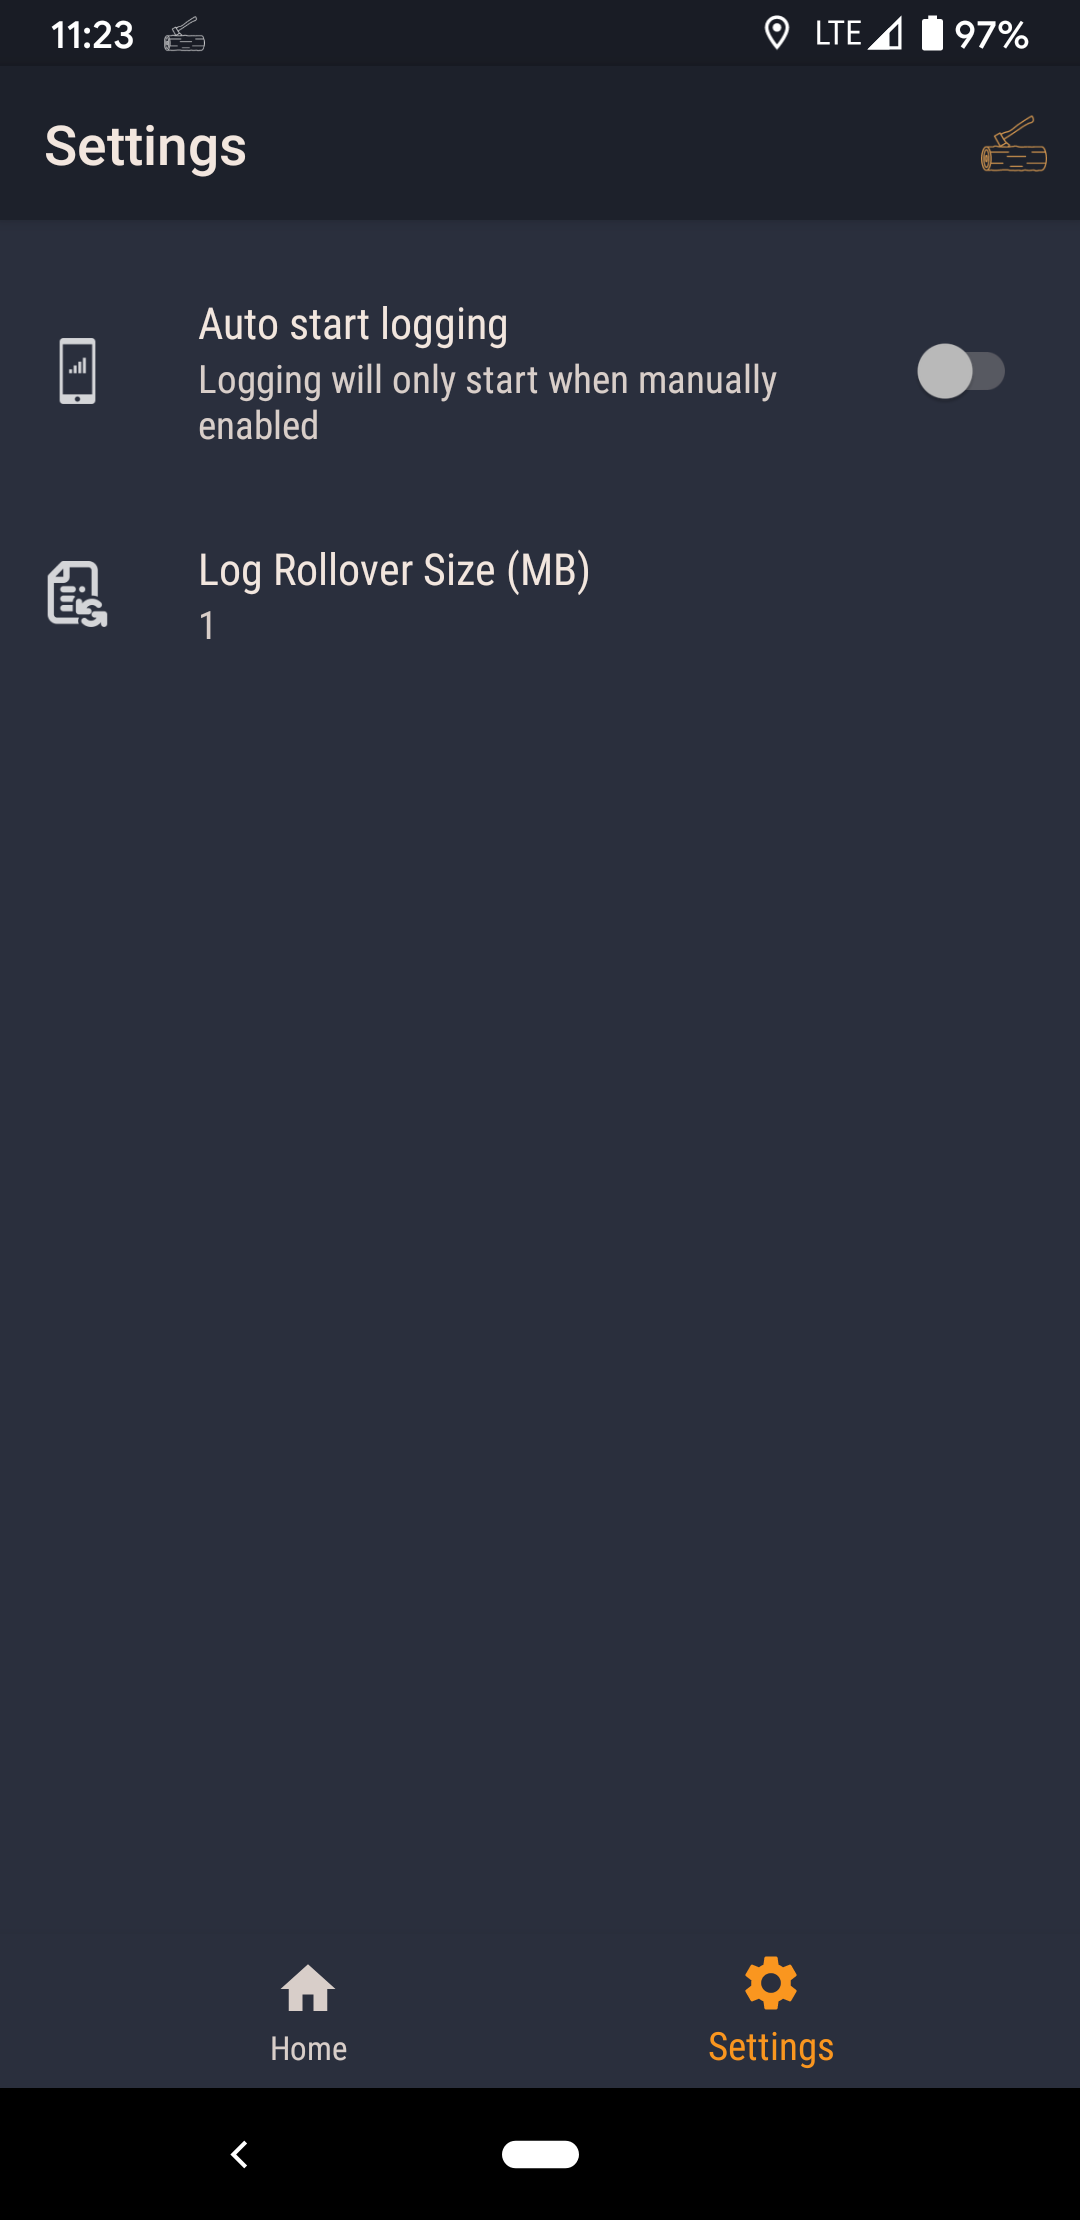 11:23 LTE 97%
Settings
Auto start logging
Logging will only start when manually
enabled
Log Rollover Size (MB)
1
Home Settings